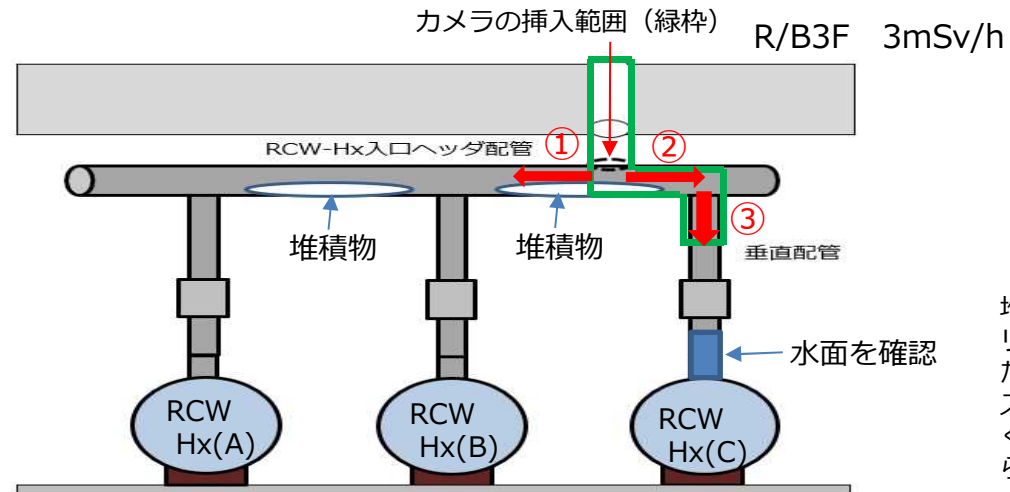 カメラの挿入範囲（緑枠）
R/B3F 3mSv/h
RCW-Hx入口ヘッダ配管
①
②
③
堆積物
堆積物
垂直配管
水面を確認
RCW
Hx(A)
RCW
Hx(B)
RCW
Hx(C)